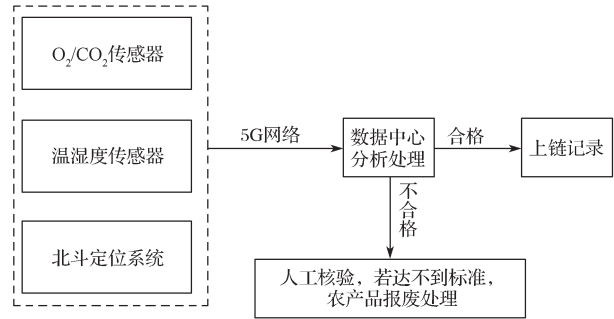 O₂/CO₂传感器
温湿度传感器
北斗定位系统
5G网络
数据中心
分析处理
合格
上链记录
不
合
格
人工核验，若达不到标准，
农产品报废处理